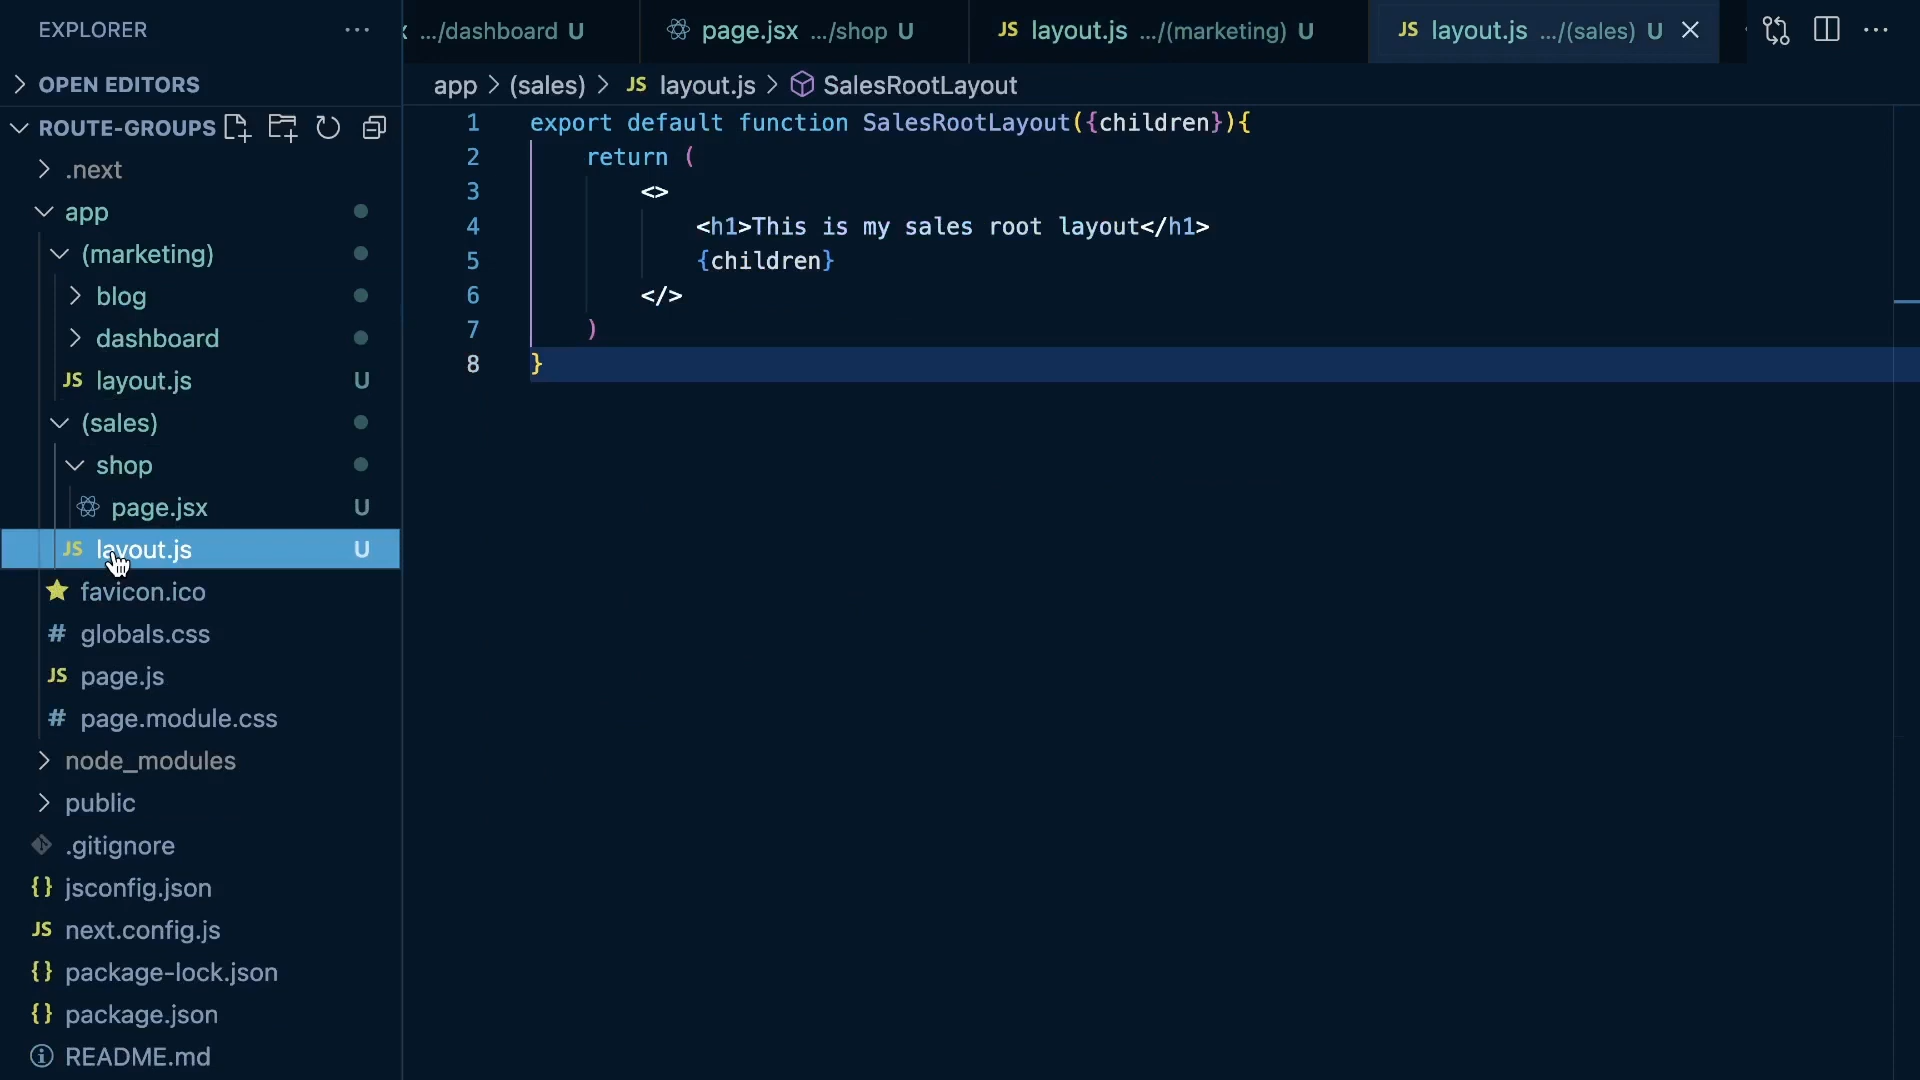 EXPLORER
OPEN EDITORS
ROUTE-GROUPS
.next
app
(marketing)
blog
dashboard
JS layout.js U
(sales)
shop
page.jsx U
JS layout.js U
favicon.ico
# globals.css
JS page.js
# page.module.css
node_modules
public
.gitignore
{} jsconfig.json
JS next.config.js
{} package-lock.json
{} package.json
README.md
.../dashboard U
page.jsx .../shop U
JS layout.js .../(marketing) U
JS layout.js .../(sales) U
app > (sales) > JS layout.js > SalesRootLayout
1 export default function SalesRootLayout({children}){
2 return (
3 <>
4 <h1>This is my sales root layout</h1>
5 {children}
6 </>
7 )
8 }